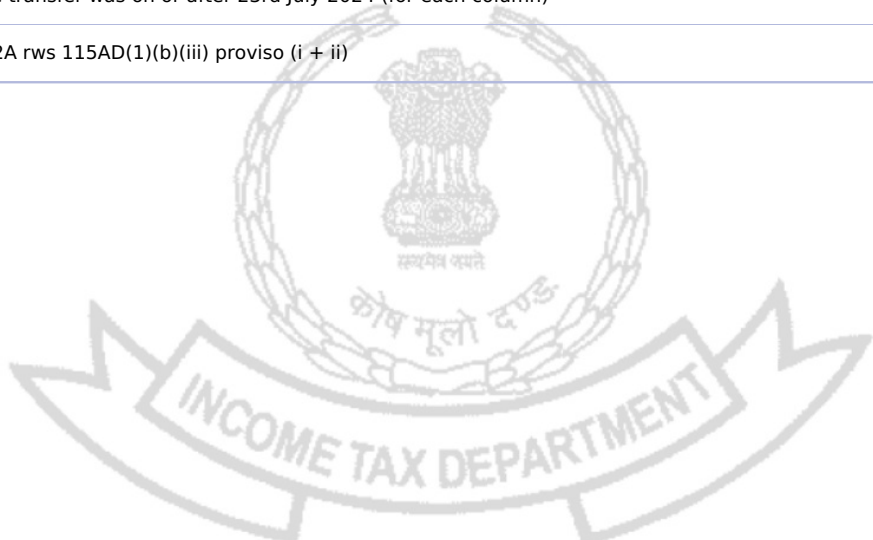 transfer was on or after 23rd July 2024 (for each column)
2A rws 115AD(1)(b)(iii) proviso (i + ii)
सत्यमेव जयते
कोष मूलो दण्डः
INCOME TAX DEPARTMENT